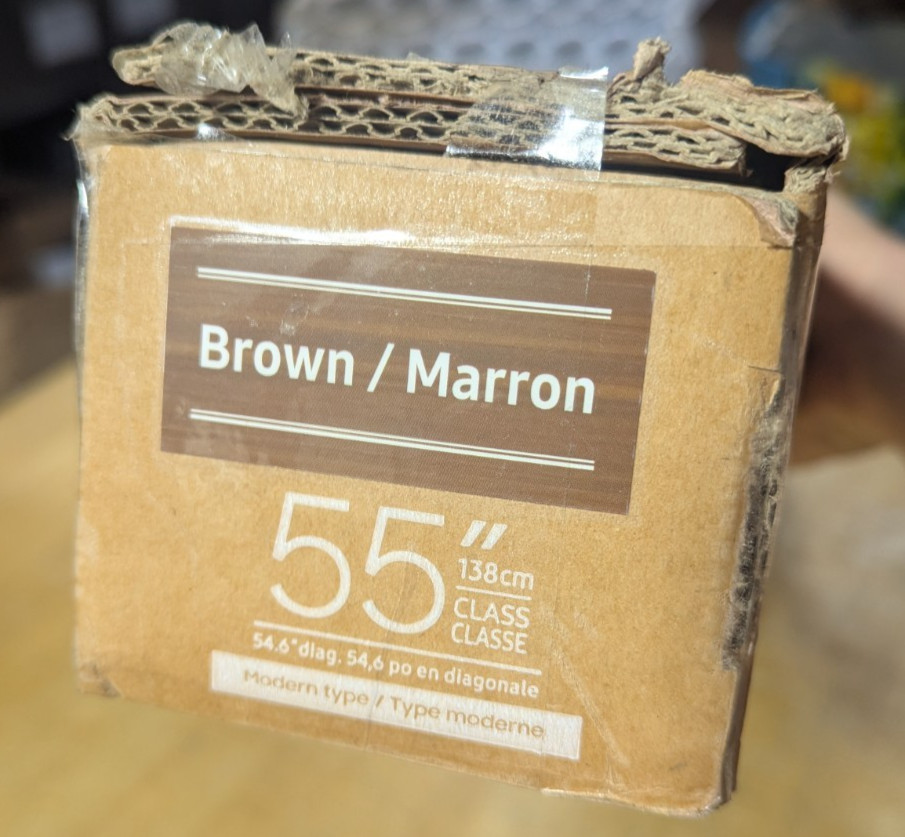 Brown / Marron
55"
138cm
CLASS
CLASSE
54.6"diag. 54,6 po en diagonale
Modern type / Type moderne